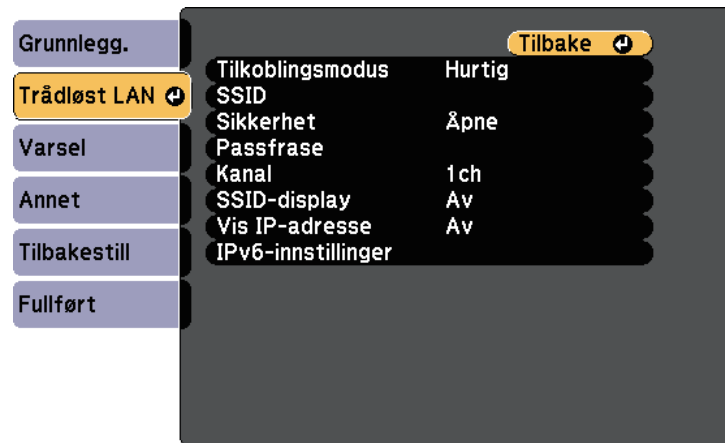 Grunnlegg.
Trådløst LAN
Varsel
Annet
Tilbakestill
Fullført
Tilbake
Tilkoblingsmodus Hurtig
SSID
Sikkerhet Åpne
Passfrase
Kanal 1ch
SSID-display Av
Vis IP-adresse Av
IPv6-innstillinger